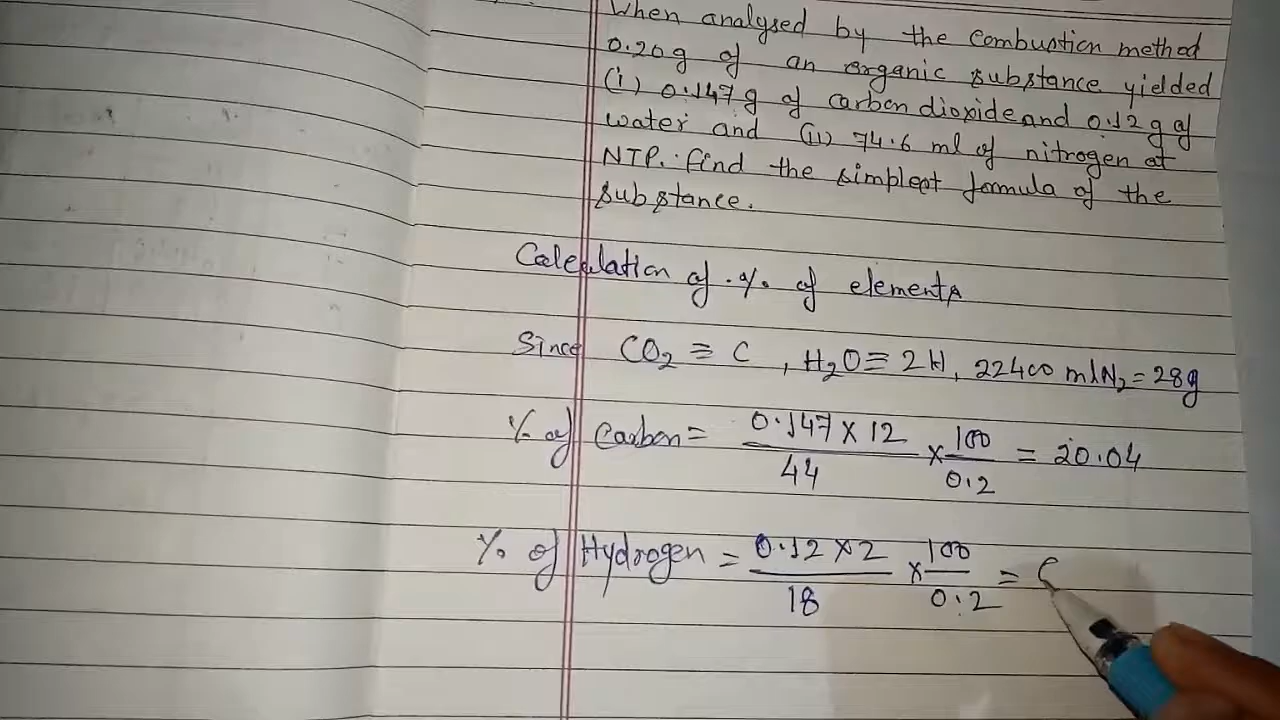 When analysed by the combustion method
0.20g of an organic substance yielded
(i) 0.147g of carbon dioxide and 0.12g of
water and (ii) 74.6 ml of nitrogen at
NTP. find the simplest formula of the
substance.
Calculation of % of elements
Since CO₂ ≡ C , H₂O ≡ 2H, 22400 ml N₂ = 28g
% of Carbon = 0.147 × 12 / 44 × 100 / 0.2 = 20.04
% of Hydrogen = 0.12 × 2 / 18 × 100 / 0.2 =